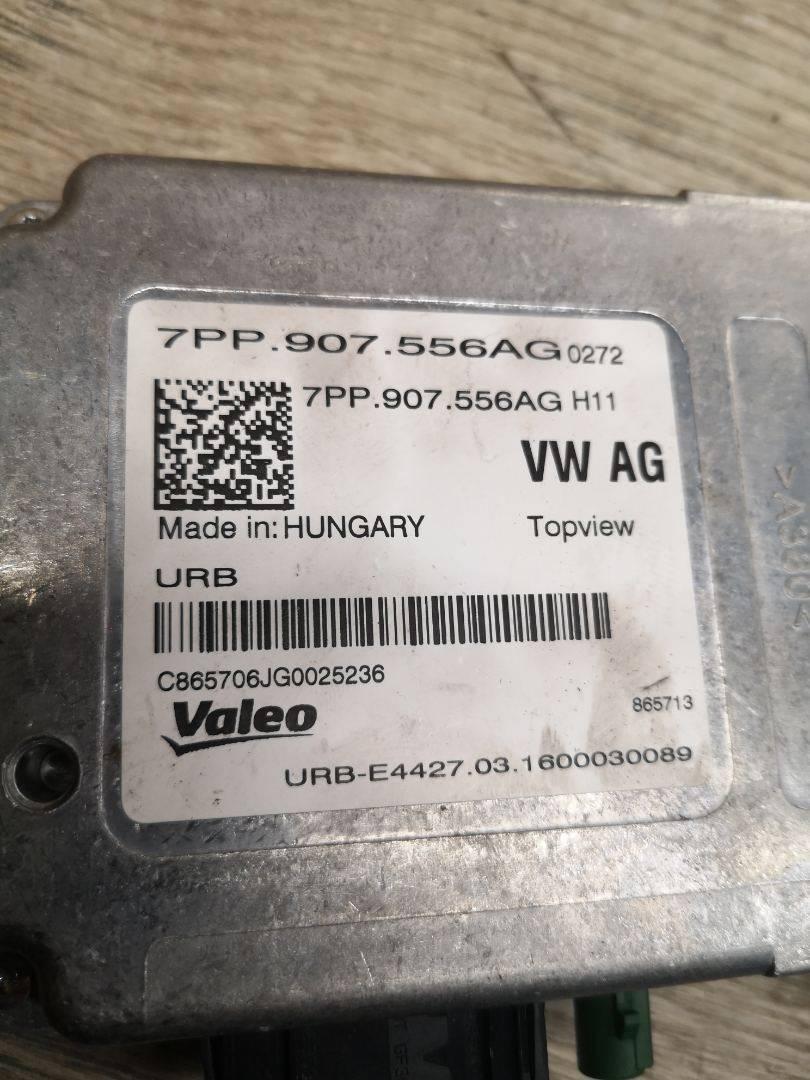 7PP.907.556AG 0272
7PP.907.556AG H11
VW AG
Made in: HUNGARY Topview
URB
C865706JG0025236
Valeo 865713
URB-E4427.03.1600030089